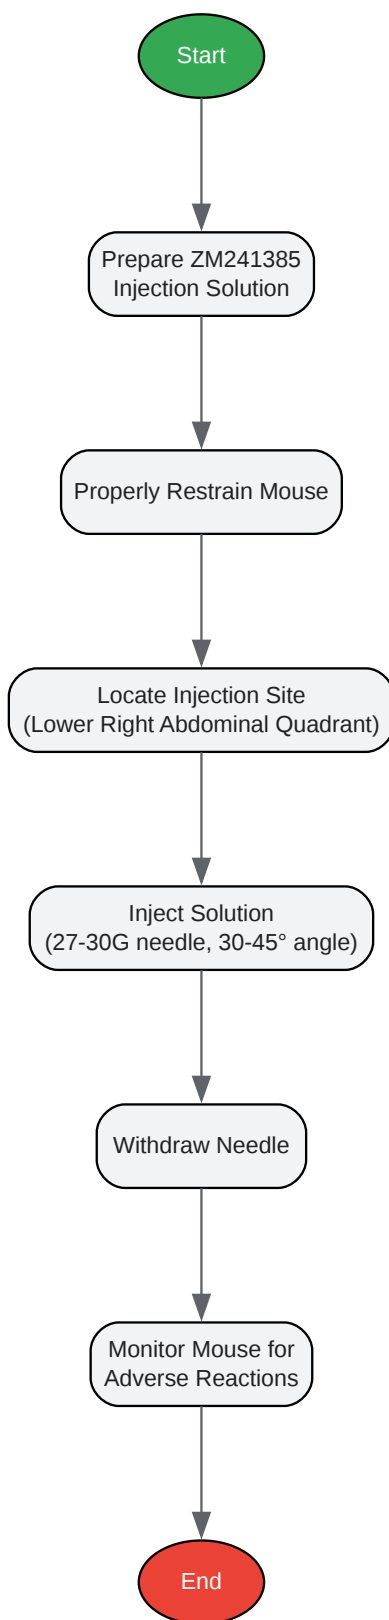 Start
Prepare ZM241385
Injection Solution
Properly Restrain Mouse
Locate Injection Site
(Lower Right Abdominal Quadrant)
Inject Solution
(27-30G needle, 30-45° angle)
Withdraw Needle
Monitor Mouse for
Adverse Reactions
End